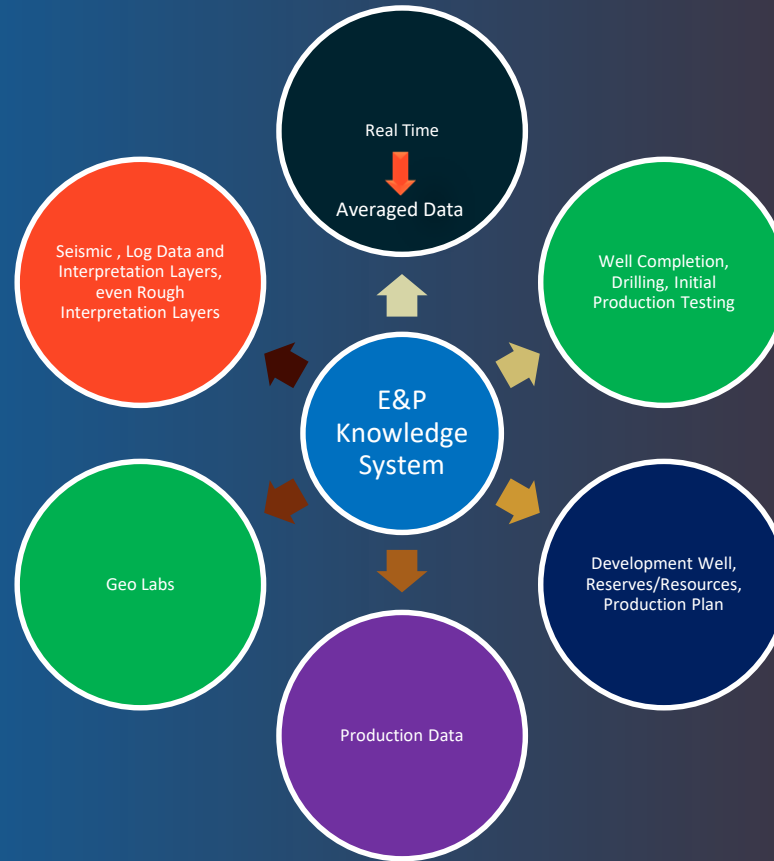 Real Time
Averaged Data
Seismic , Log Data and
Interpretation Layers,
even Rough
Interpretation Layers
Well Completion,
Drilling, Initial
Production Testing
E&P
Knowledge
System
Geo Labs
Development Well,
Reserves/Resources,
Production Plan
Production Data